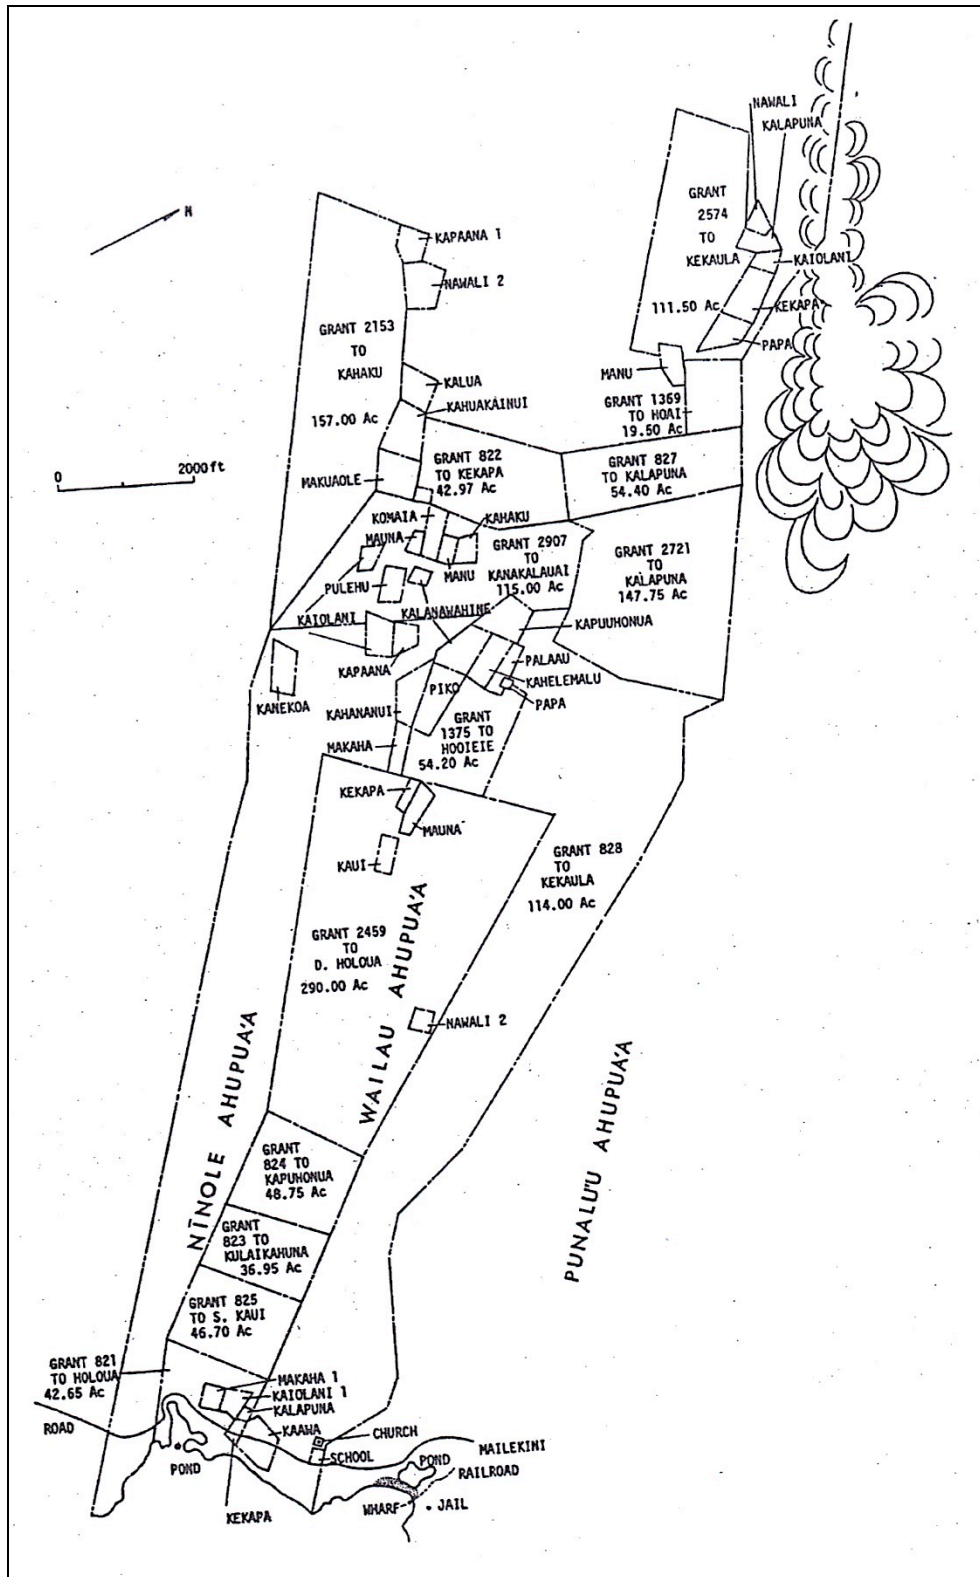 NAWALI
KALAPUNA
N
KAPAANA 1
GRANT
2574
TO
KEKAULA
KAIOLANI
NAWALI 2
KEKAPA
111.50 Ac
GRANT 2153
TO
KAHAKU
PAPA
MANU
KALUA
GRANT 1369
TO HOAI
19.50 Ac
KAHUAKAINUI
157.00 Ac
0 2000 ft
GRANT 822
TO KEKAPA
42.97 Ac
GRANT 827
TO KALAPUNA
54.40 Ac
MAKUAOLE
KOMAIA
KAHAKU
MAUNA
GRANT 2907
TO
KANAKALAUAI
115.00 Ac
GRANT 2721
TO
KALAPUNA
147.75 Ac
MANU
PULEHU
KALANAWAHINE
KAIOLANI
KAPUUHONUA
KAPAANA
PALAAU
KAHELEMALU
PIKO
PAPA
KANEKOA
KAHANANUI
GRANT
1375 TO
HOOIEIE
54.20 Ac
MAKAHA
KEKAPA
MAUNA
KAUI
GRANT 828
TO
KEKAULA
114.00 Ac
GRANT 2459
TO
D. HOLOUA
290.00 Ac
WAILAU AHUPUA'A
NAWALI 2
NĪNOLE AHUPUA'A
PUNALU'U AHUPUA'A
GRANT
824 TO
KAPUHONUA
48.75 Ac
GRANT
823 TO
KULAIKAHUNA
36.95 Ac
GRANT 825
TO S. KAUI
46.70 Ac
GRANT 821
TO HOLOUA
42.65 Ac
MAKAHA 1
KAIOLANI 1
KALAPUNA
ROAD
KAAWA
CHURCH
SCHOOL
MAILEKINI
POND
POND
RAILROAD
WHARF
JAIL
KEKAPA